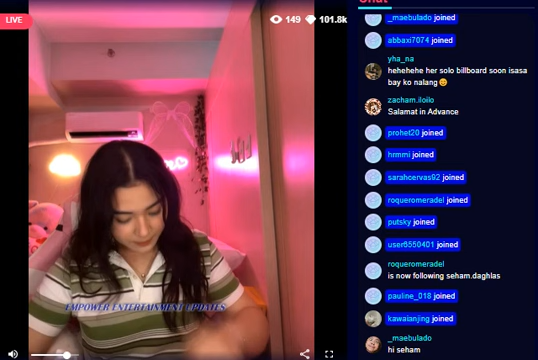 LIVE
149 101.8k
EMPOWER ENTERTAINMENT UPDATES
Chat
_maebulado joined
abbaxi7074 joined
yha_na
hehehehe her solo billboard soon isasa
bay ko nalang😄
zacham.iloilo
Salamat in Advance
prohet20 joined
hrmmi joined
sarahcervas92 joined
roqueromeradel joined
putsky joined
user8550401 joined
roqueromeradel
is now following seham.daghlas
pauline_018 joined
kawaianjing joined
_maebulado
hi seham